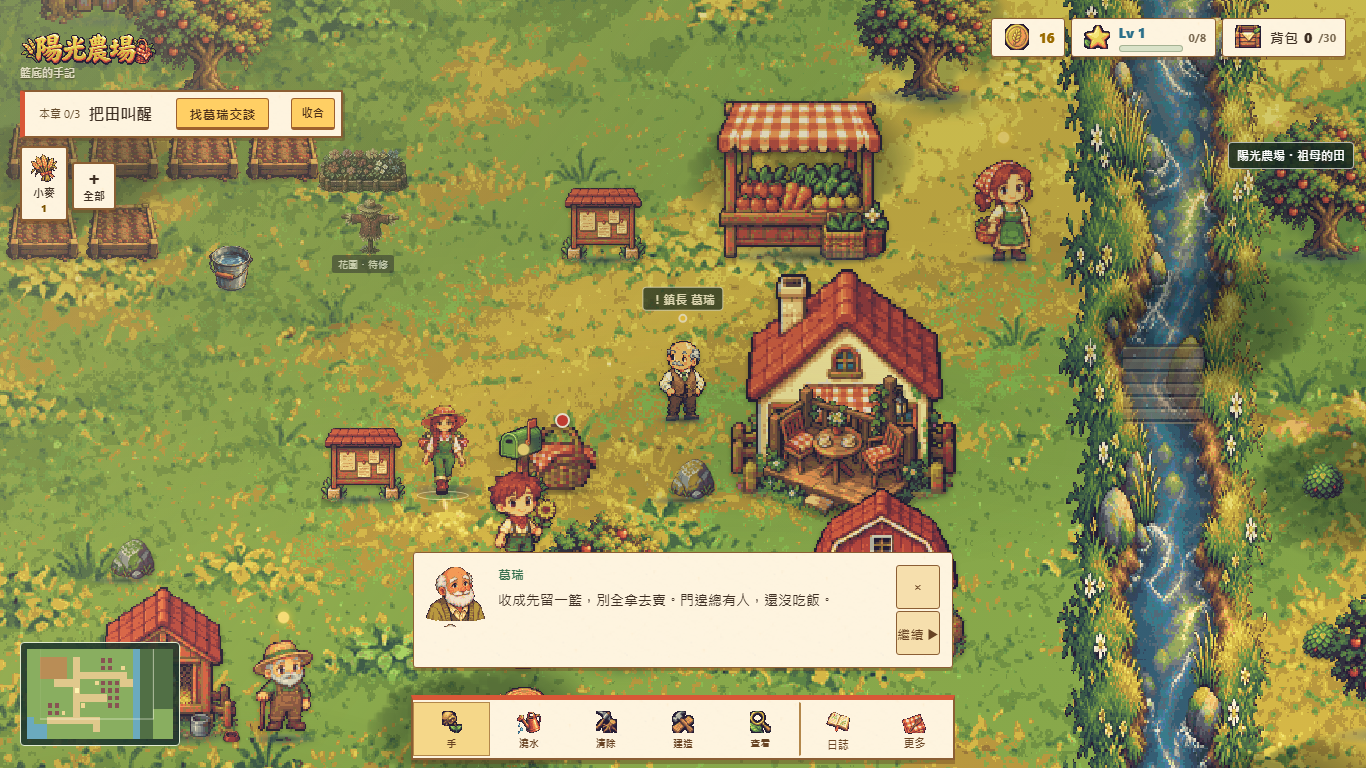 陽光農場
籃底的手記
16
Lv 1
0/8
背包 0 /30
本章 0/3 把田叫醒
找葛瑞交談
收合
陽光農場・祖母的田
小麥
1
+
全部
花圃・待修
! 鎮長 葛瑞
葛瑞
收成先留一籃，別全拿去賣。門邊總有人，還沒吃飯。
×
繼續 ▶
手
澆水
清除
建造
查看
日誌
更多